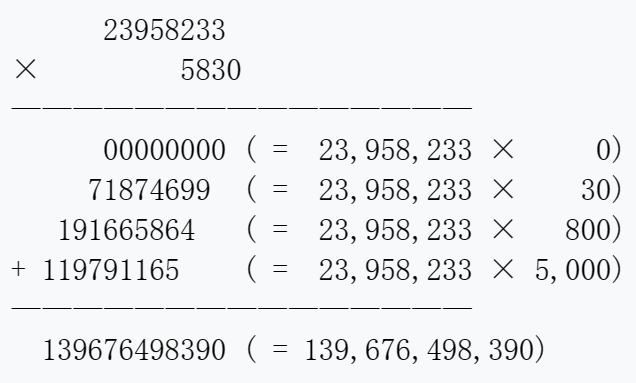 23958233
× 5830
———————————————
00000000 ( = 23,958,233 × 0)
71874699 ( = 23,958,233 × 30)
191665864 ( = 23,958,233 × 800)
+ 119791165 ( = 23,958,233 × 5,000)
———————————————
139676498390 ( = 139,676,498,390)